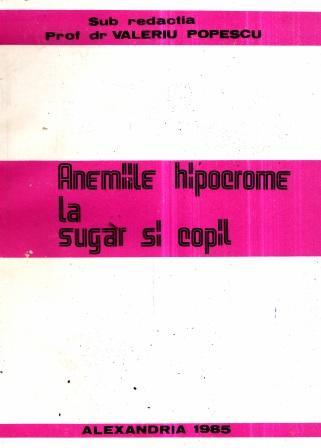 Sub redactia
Prof dr VALERIU POPESCU
Anemiile hipocrome
la
sugar si copil
ALEXANDRIA 1985